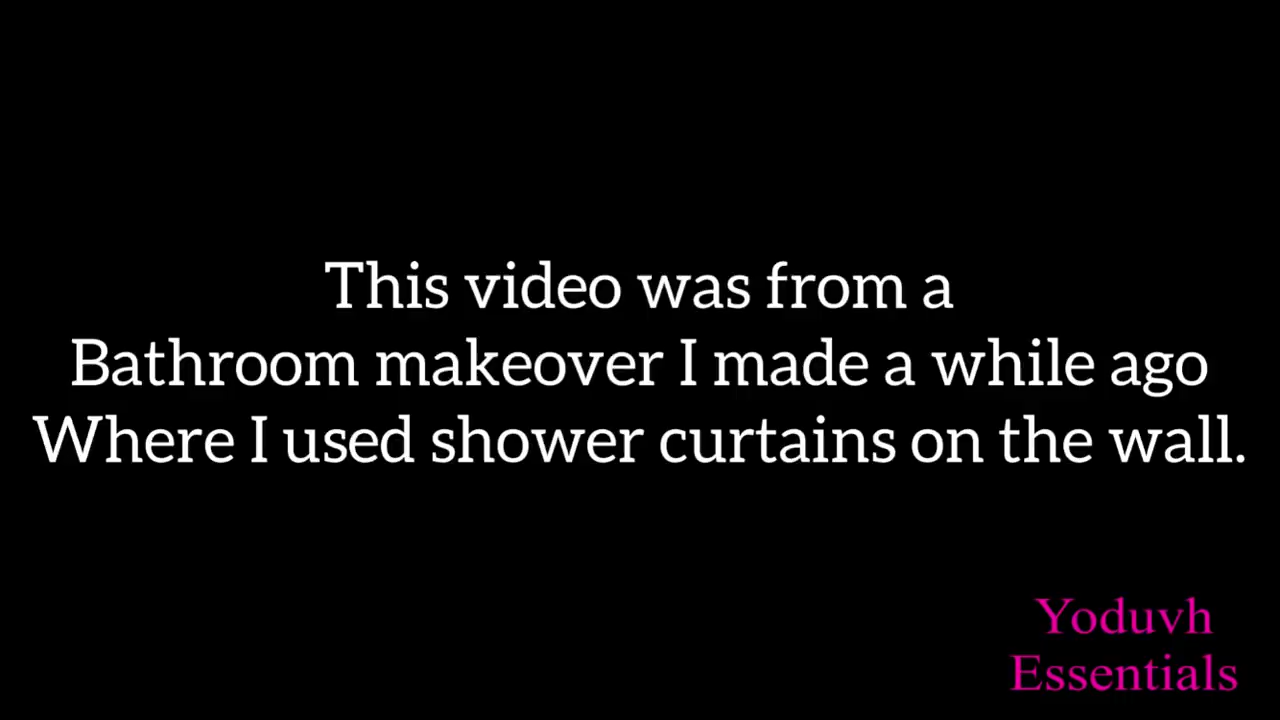 This video was from a
Bathroom makeover I made a while ago
Where I used shower curtains on the wall.
Yoduvh
Essentials